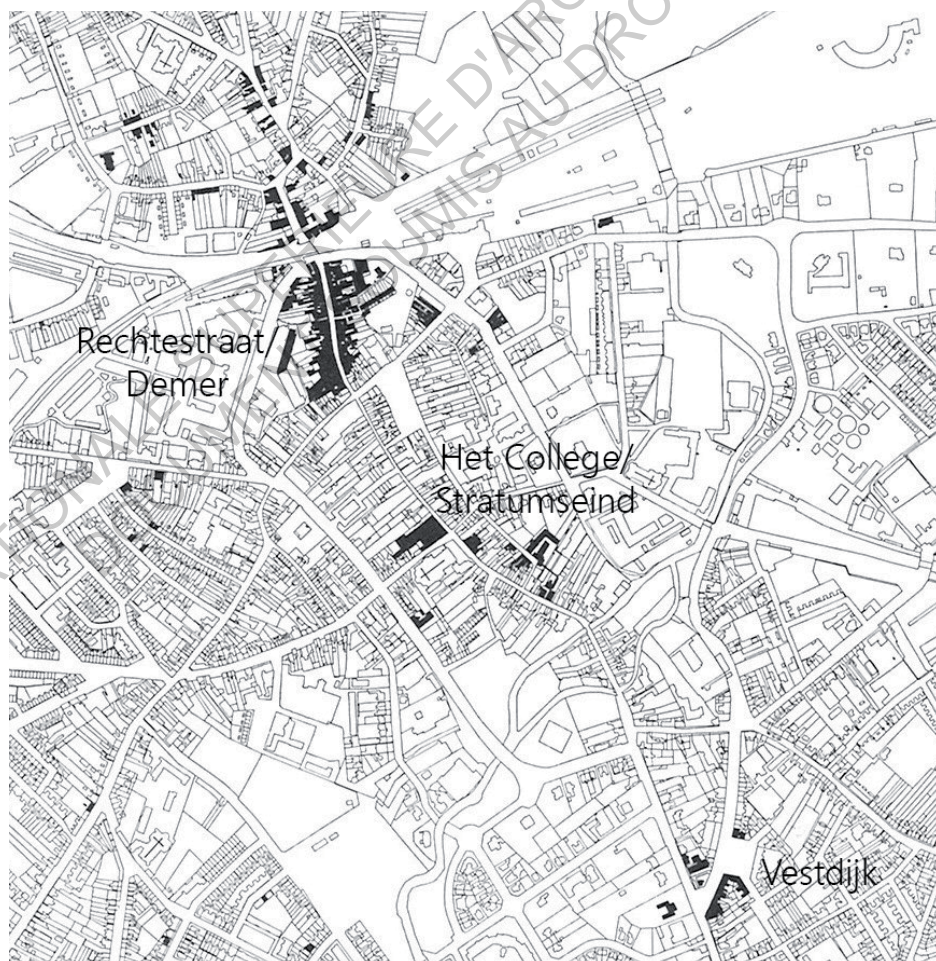 Rechtestraat/
Demer
Het College/
Stratumseind
Vestdijk